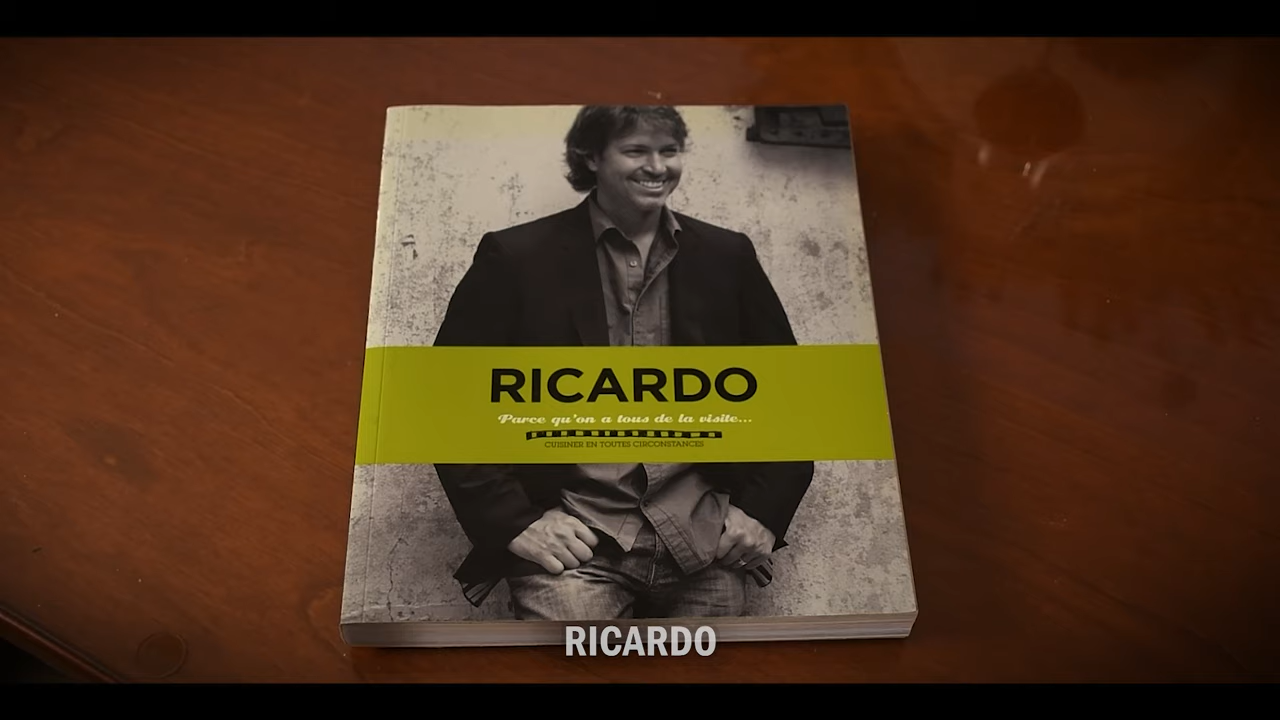 RICARDO
Parce qu'on a tous de la visite...
CUISINER EN TOUTES CIRCONSTANCES
RICARDO